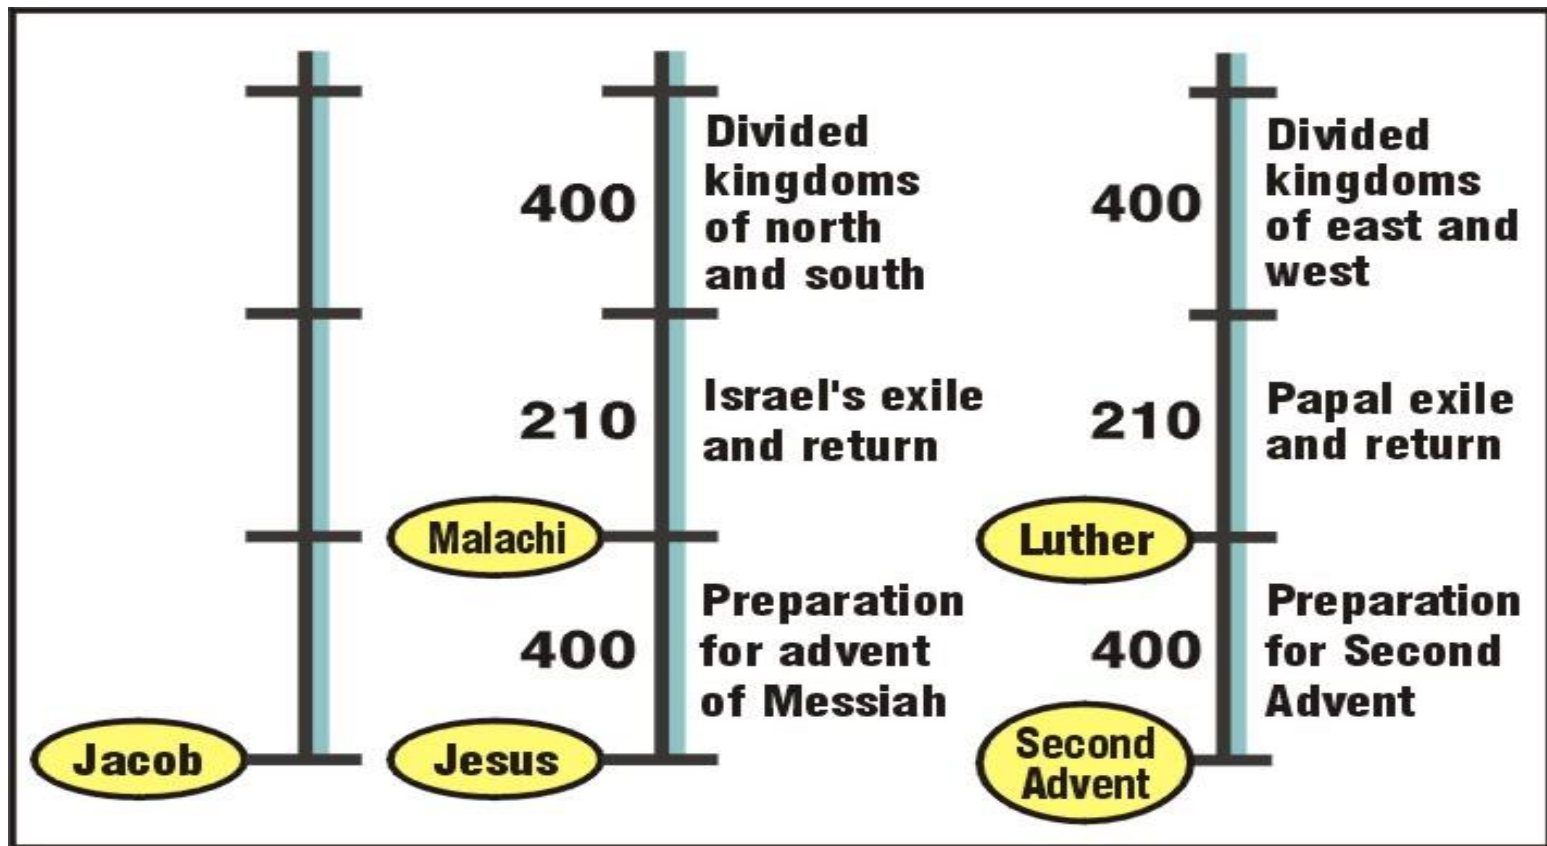 400
Divided
kingdoms
of north
and south
400
Divided
kingdoms
of east and
west
210
Israel's exile
and return
210
Papal exile
and return
Malachi
Luther
400
Preparation
for advent
of Messiah
400
Preparation
for Second
Advent
Jacob
Jesus
Second
Advent